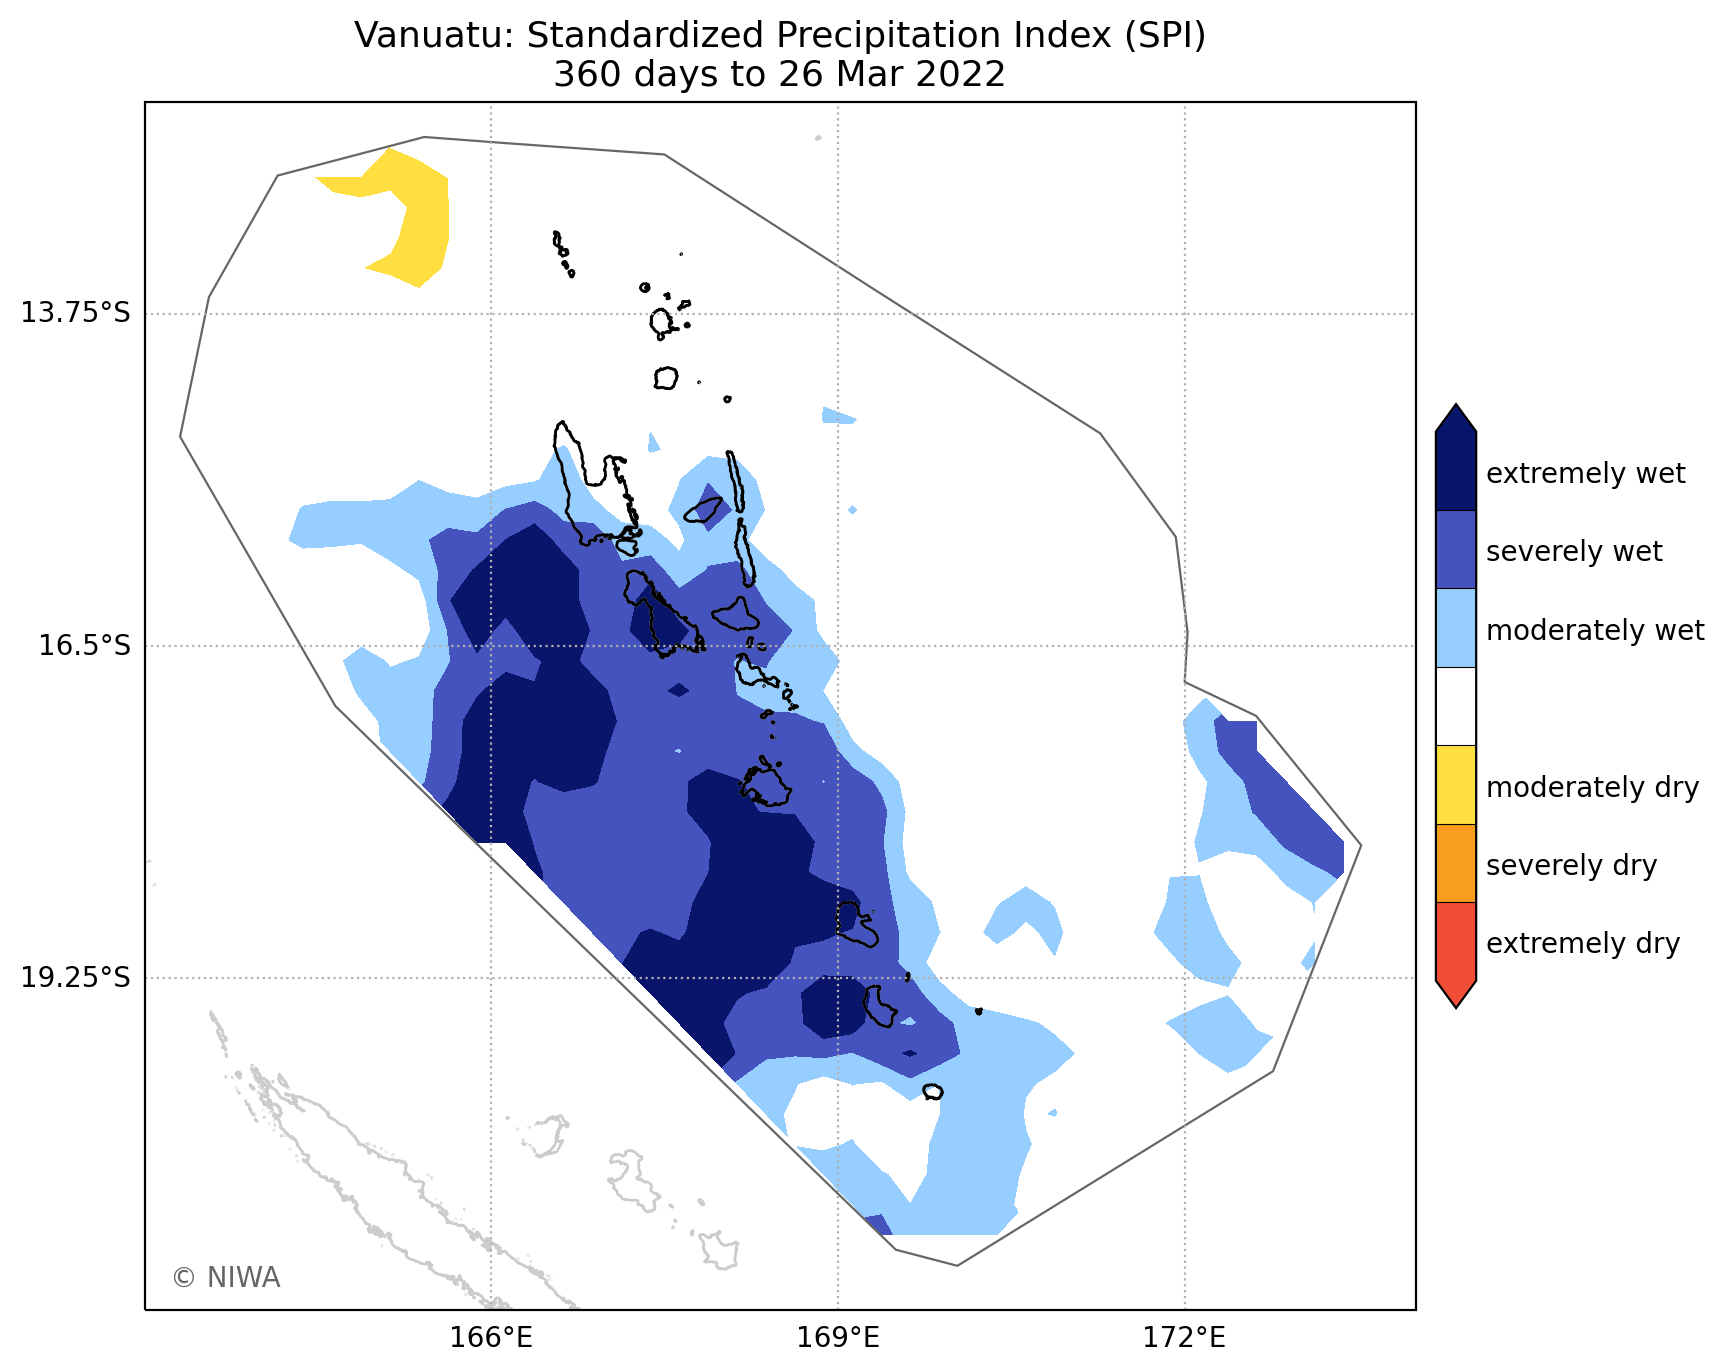 Vanuatu: Standardized Precipitation Index (SPI)
360 days to 26 Mar 2022
13.75°S
16.5°S
19.25°S
166°E
169°E
172°E
extremely wet
severely wet
moderately wet
moderately dry
severely dry
extremely dry
© NIWA